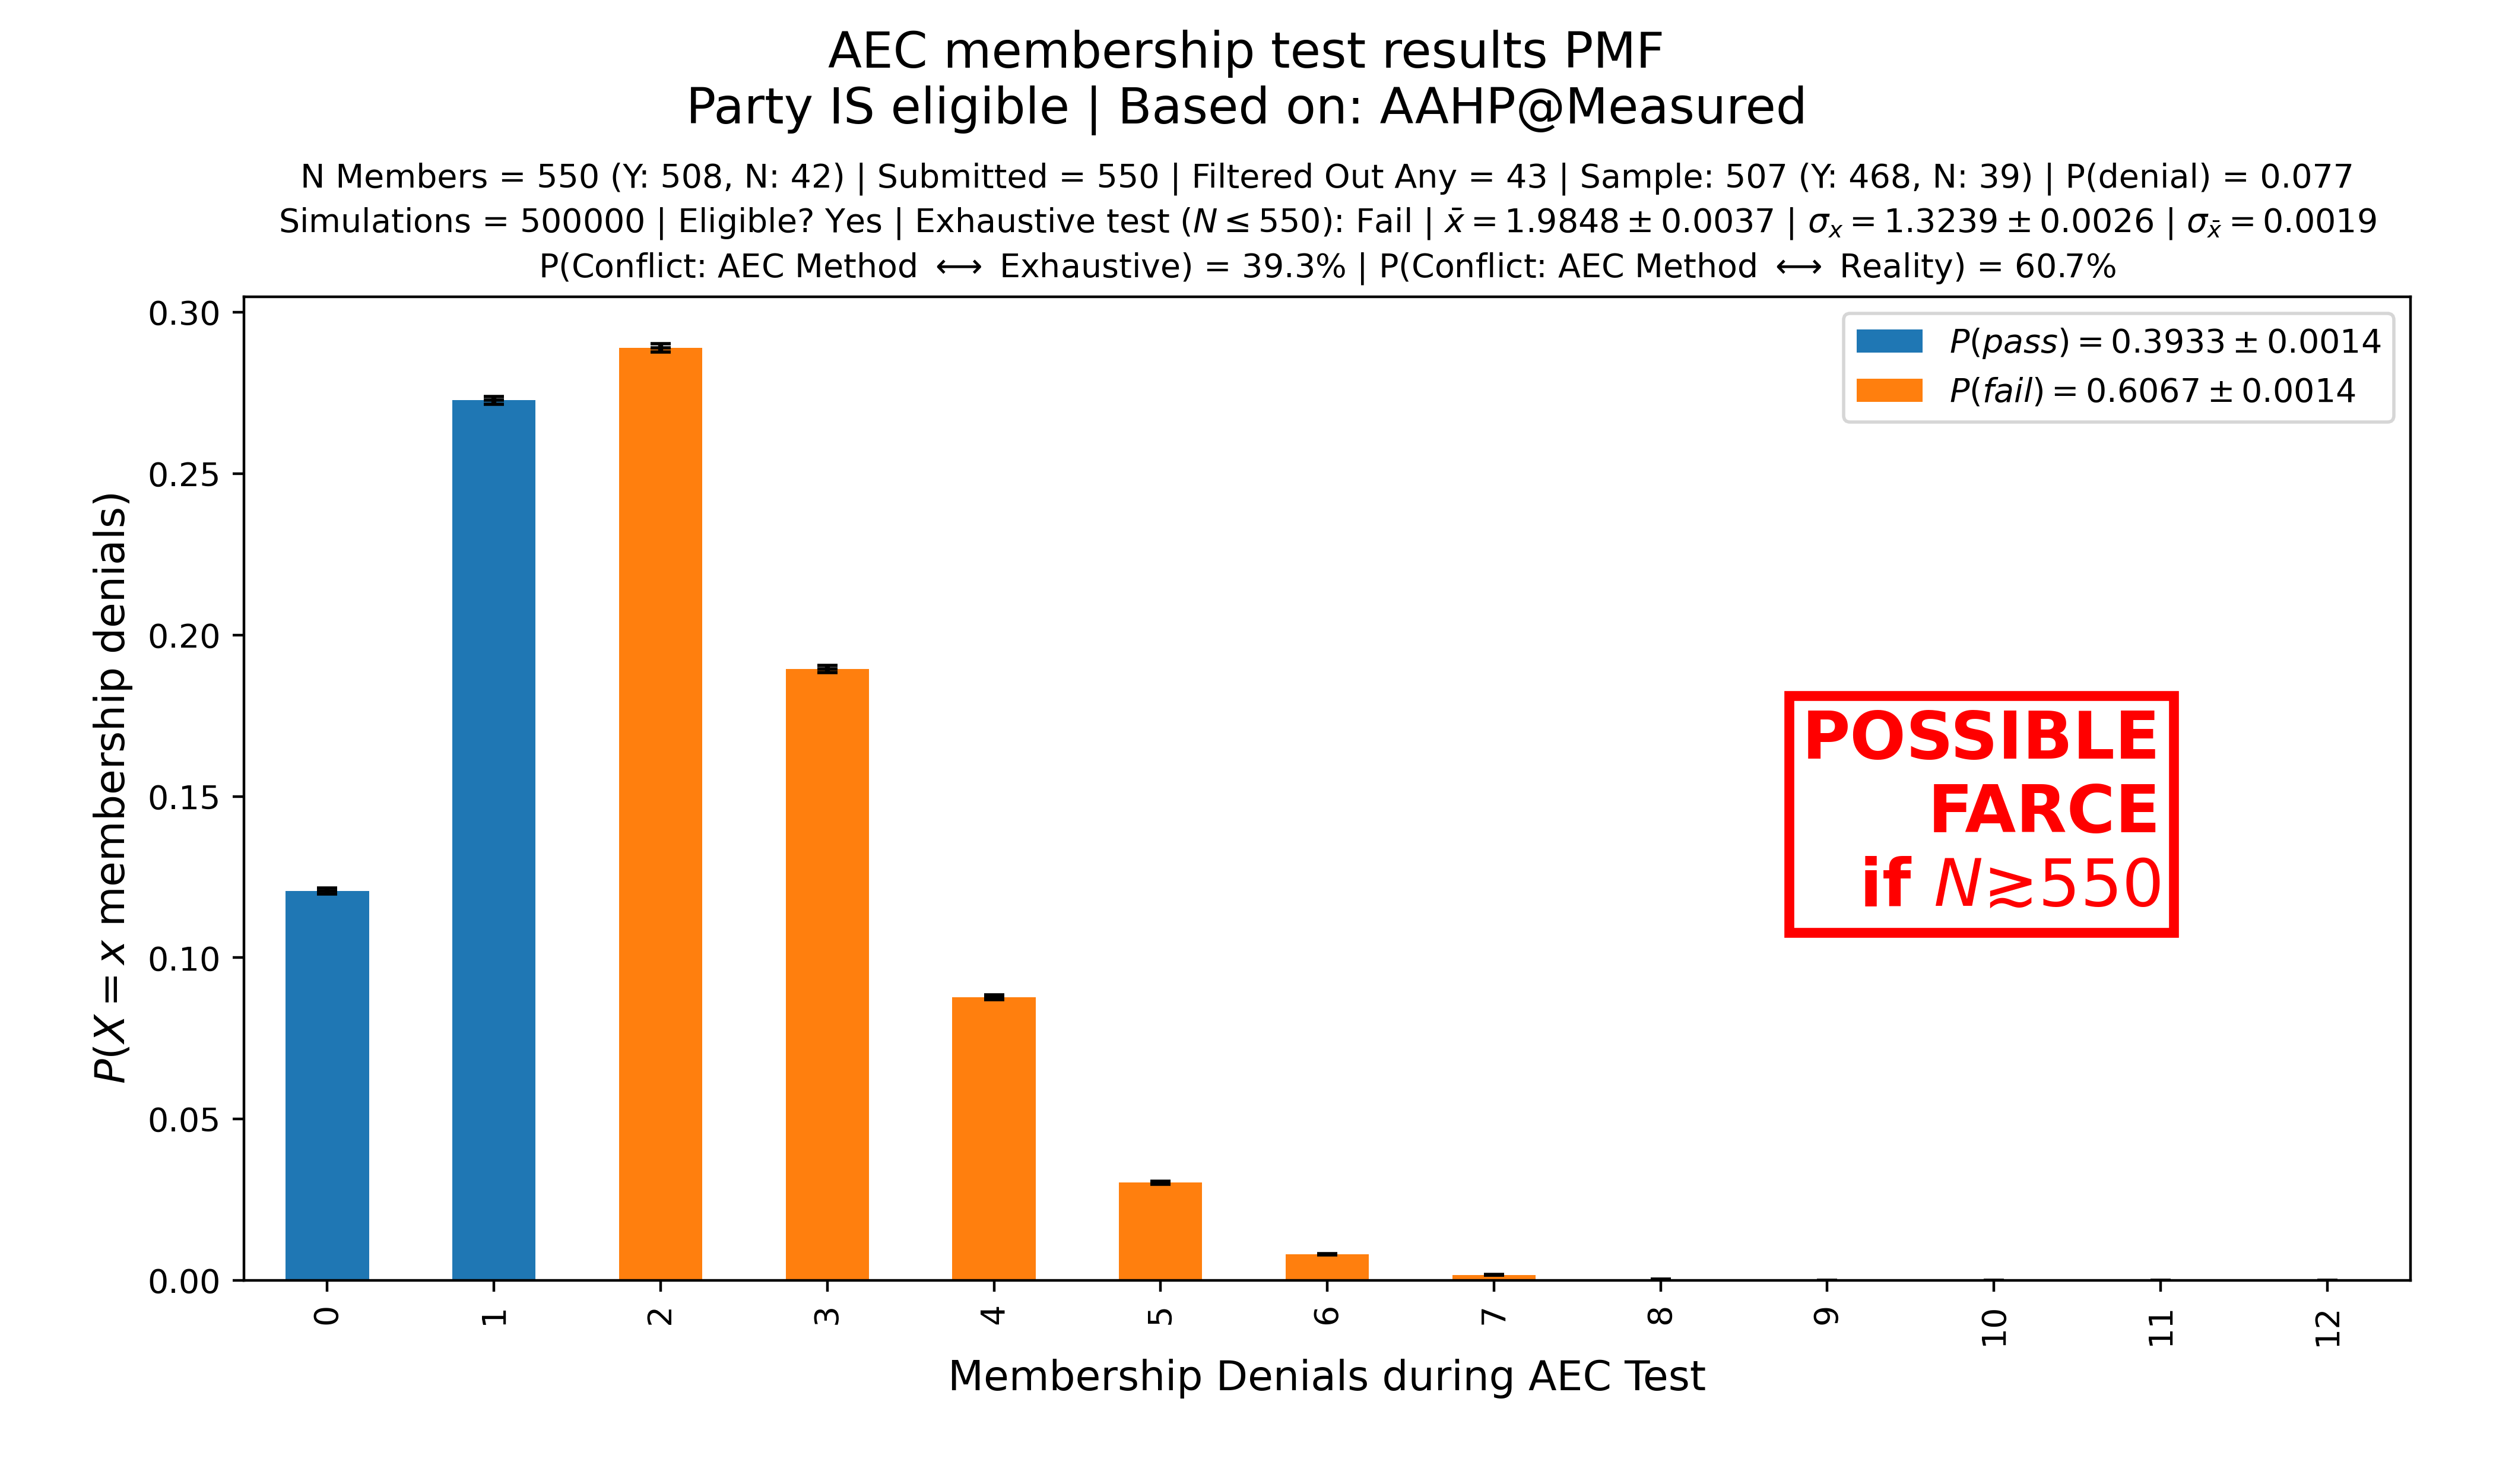 AEC membership test results PMF
Party IS eligible | Based on: AAHP@Measured
N Members = 550 (Y: 508, N: 42) | Submitted = 550 | Filtered Out Any = 43 | Sample: 507 (Y: 468, N: 39) | P(denial) = 0.077
Simulations = 500000 | Eligible? Yes | Exhaustive test (N ≤ 550): Fail | x̄ = 1.9848 ± 0.0037 | σₓ = 1.3239 ± 0.0026 | σ_x̄ = 0.0019
P(Conflict: AEC Method ⟷ Exhaustive) = 39.3% | P(Conflict: AEC Method ⟷ Reality) = 60.7%
P(pass) = 0.3933 ± 0.0014
P(fail) = 0.6067 ± 0.0014
P(X = x membership denials)
0.30
0.25
0.20
0.15
0.10
0.05
0.00
POSSIBLE
FARCE
if N⪆550
0 1 2 3 4 5 6 7 8 9 10 11 12
Membership Denials during AEC Test